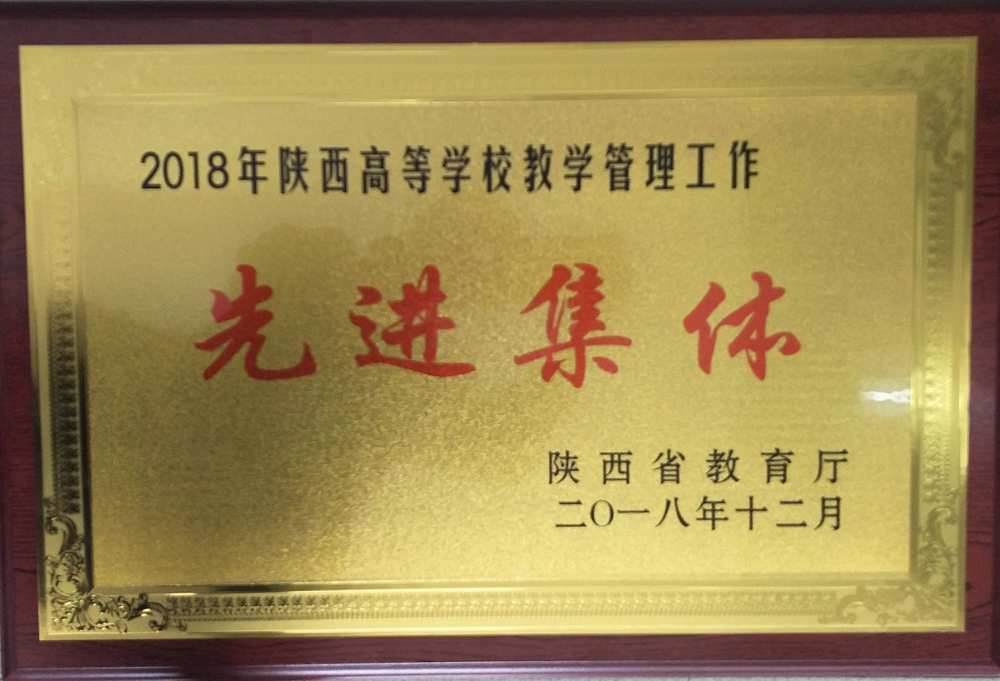 2018年陕西高等学校教学管理工作
先进集体
陕西省教育厅
二〇一八年十二月